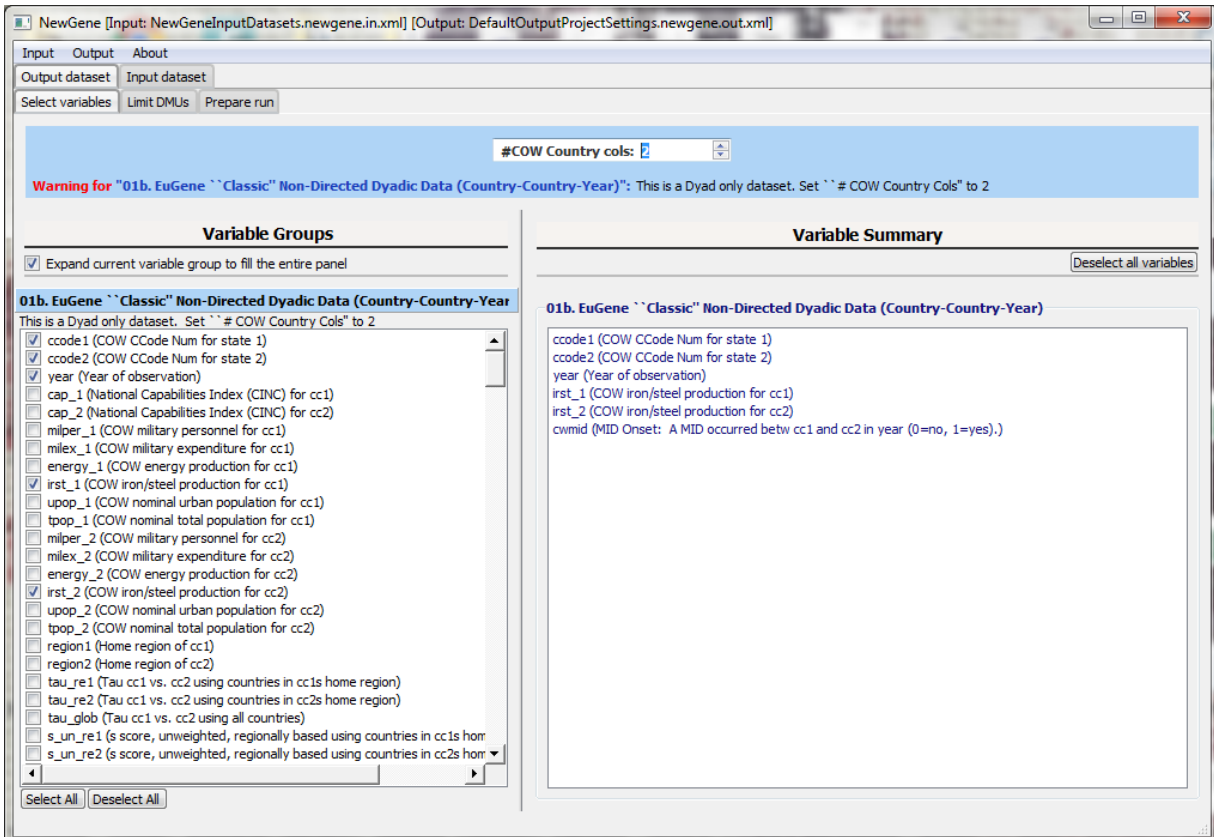 NewGene [Input: NewGeneInputDatasets.newgene.in.xml] [Output: DefaultOutputProjectSettings.newgene.out.xml]
Input Output About
Output dataset Input dataset
Select variables Limit DMUs Prepare run
#COW Country cols: 2
Warning for "01b. EuGene ``Classic" Non-Directed Dyadic Data (Country-Country-Year)": This is a Dyad only dataset. Set ``# COW Country Cols" to 2
Variable Groups
Expand current variable group to fill the entire panel
01b. EuGene ``Classic" Non-Directed Dyadic Data (Country-Country-Year
This is a Dyad only dataset. Set ``# COW Country Cols" to 2
ccode1 (COW CCode Num for state 1)
ccode2 (COW CCode Num for state 2)
year (Year of observation)
cap_1 (National Capabilities Index (CINC) for cc1)
cap_2 (National Capabilities Index (CINC) for cc2)
milper_1 (COW military personnel for cc1)
milex_1 (COW military expenditure for cc1)
energy_1 (COW energy production for cc1)
irst_1 (COW iron/steel production for cc1)
upop_1 (COW nominal urban population for cc1)
tpop_1 (COW nominal total population for cc1)
milper_2 (COW military personnel for cc2)
milex_2 (COW military expenditure for cc2)
energy_2 (COW energy production for cc2)
irst_2 (COW iron/steel production for cc2)
upop_2 (COW nominal urban population for cc2)
tpop_2 (COW nominal total population for cc2)
region1 (Home region of cc1)
region2 (Home region of cc2)
tau_re1 (Tau cc1 vs. cc2 using countries in cc1s home region)
tau_re2 (Tau cc1 vs. cc2 using countries in cc2s home region)
tau_glob (Tau cc1 vs. cc2 using all countries)
s_un_re1 (s score, unweighted, regionally based using countries in cc1s hom
s_un_re2 (s score, unweighted, regionally based using countries in cc2s hom
Select All Deselect All
Variable Summary
Deselect all variables
01b. EuGene ``Classic" Non-Directed Dyadic Data (Country-Country-Year)
ccode1 (COW CCode Num for state 1)
ccode2 (COW CCode Num for state 2)
year (Year of observation)
irst_1 (COW iron/steel production for cc1)
irst_2 (COW iron/steel production for cc2)
cwmid (MID Onset: A MID occurred betw cc1 and cc2 in year (0=no, 1=yes).)